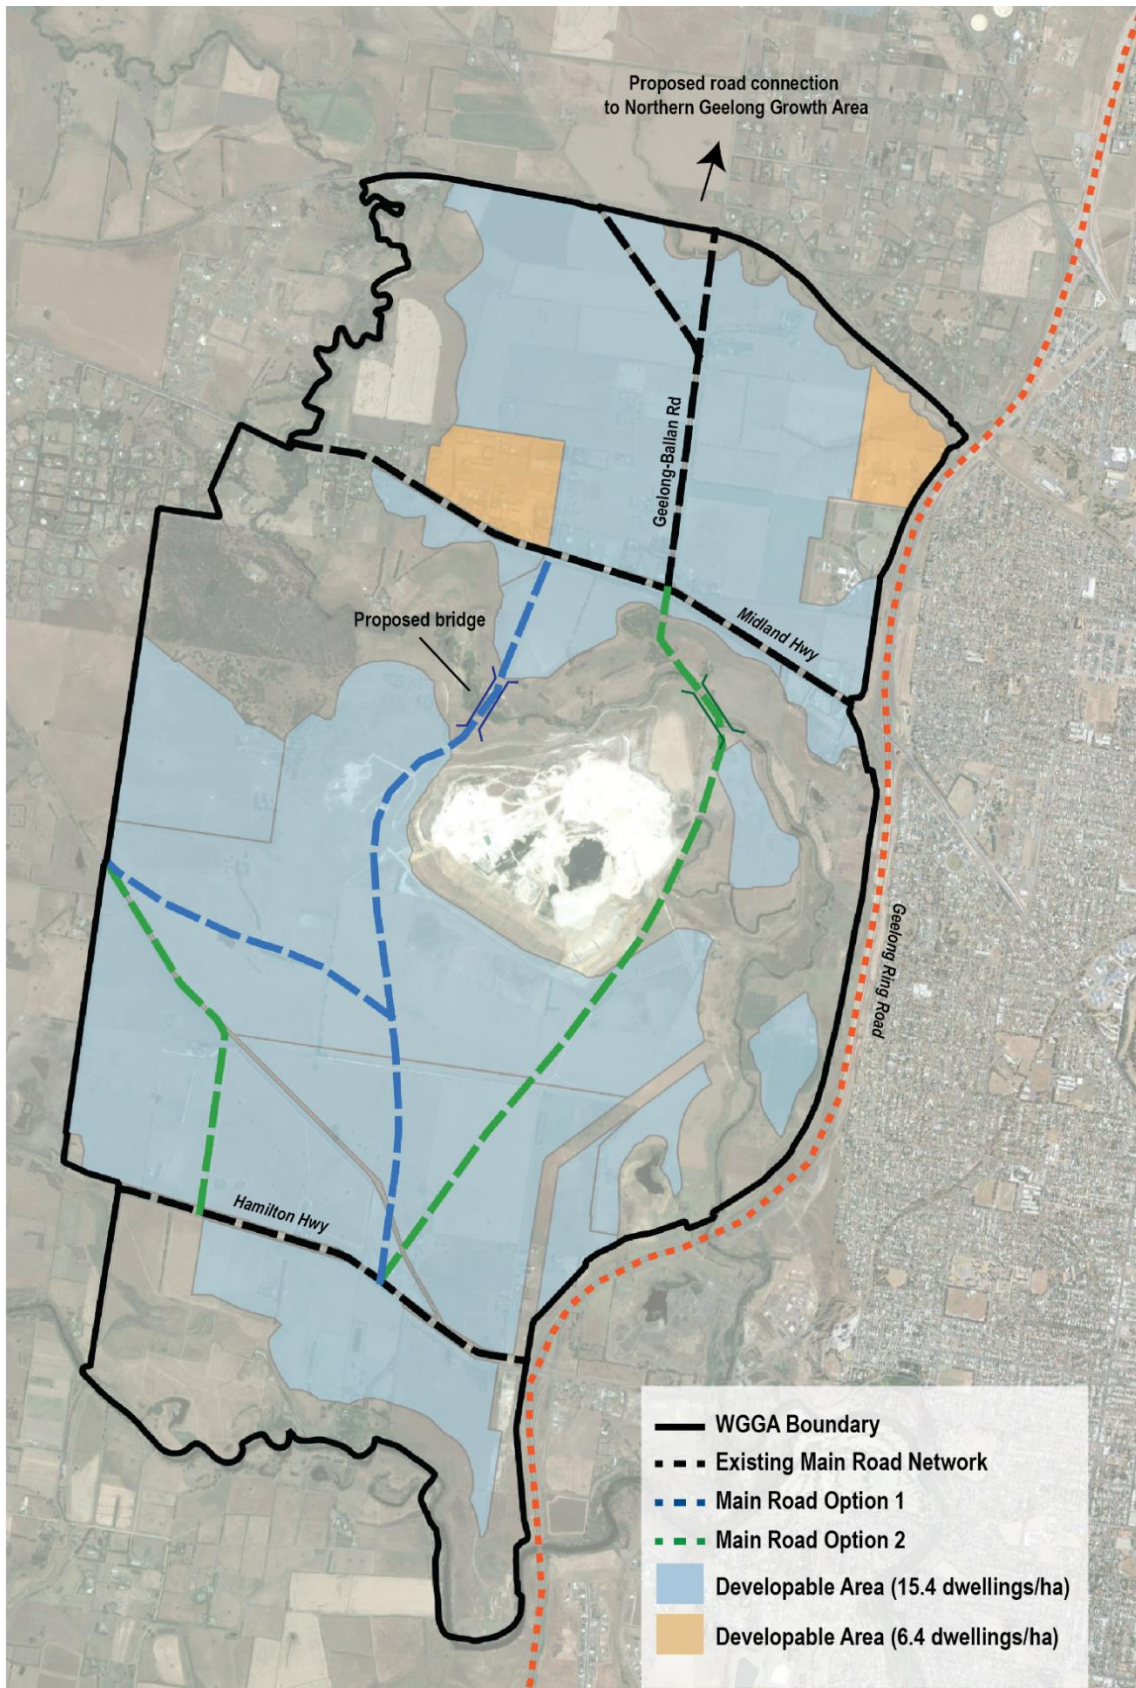 Proposed road connection
to Northern Geelong Growth Area
Geelong-Ballan Rd
Proposed bridge
Midland Hwy
Geelong Ring Road
Hamilton Hwy
WGGA Boundary
Existing Main Road Network
Main Road Option 1
Main Road Option 2
Developable Area (15.4 dwellings/ha)
Developable Area (6.4 dwellings/ha)